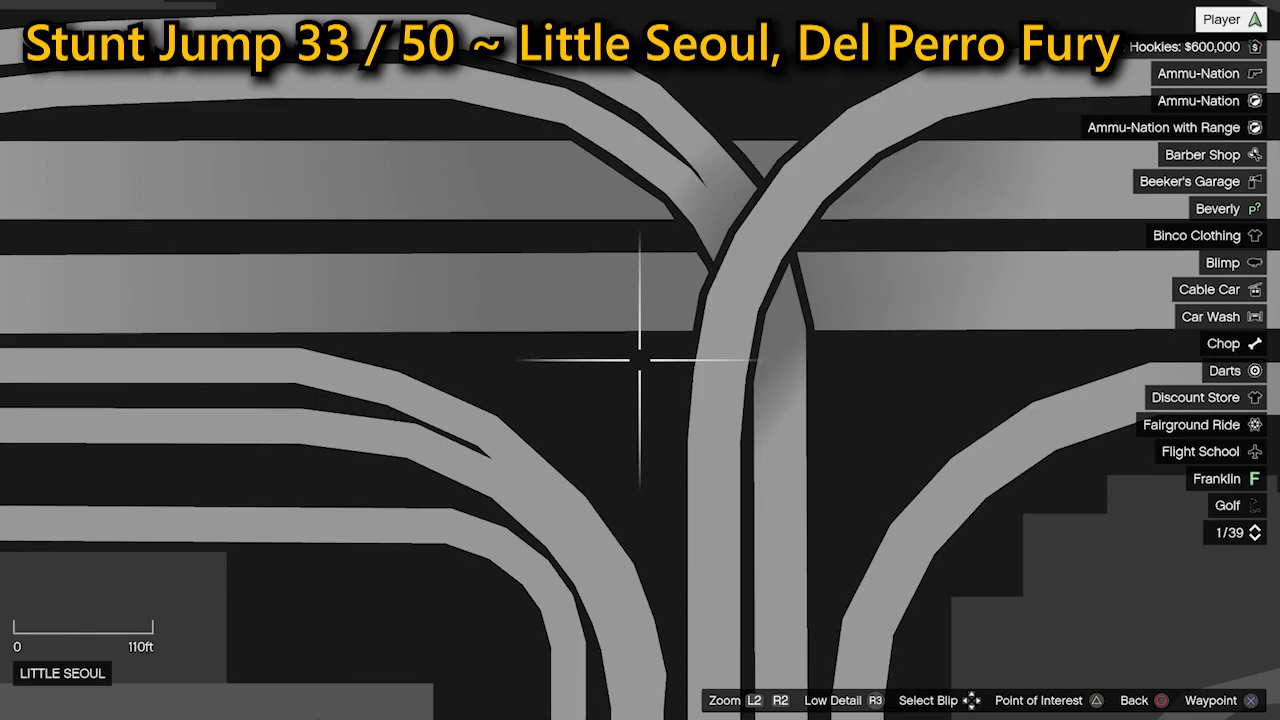 Stunt Jump 33 / 50 ~ Little Seoul, Del Perro Fury
Player
Hookies: $600,000
Ammu-Nation
Ammu-Nation
Ammu-Nation with Range
Barber Shop
Beeker's Garage
Beverly P?
Binco Clothing
Blimp
Cable Car
Car Wash
Chop
Darts
Discount Store
Fairground Ride
Flight School
Franklin F
Golf
1/39
0 110ft
LITTLE SEOUL
Zoom L2 R2 Low Detail R3 Select Blip Point of Interest Back Waypoint